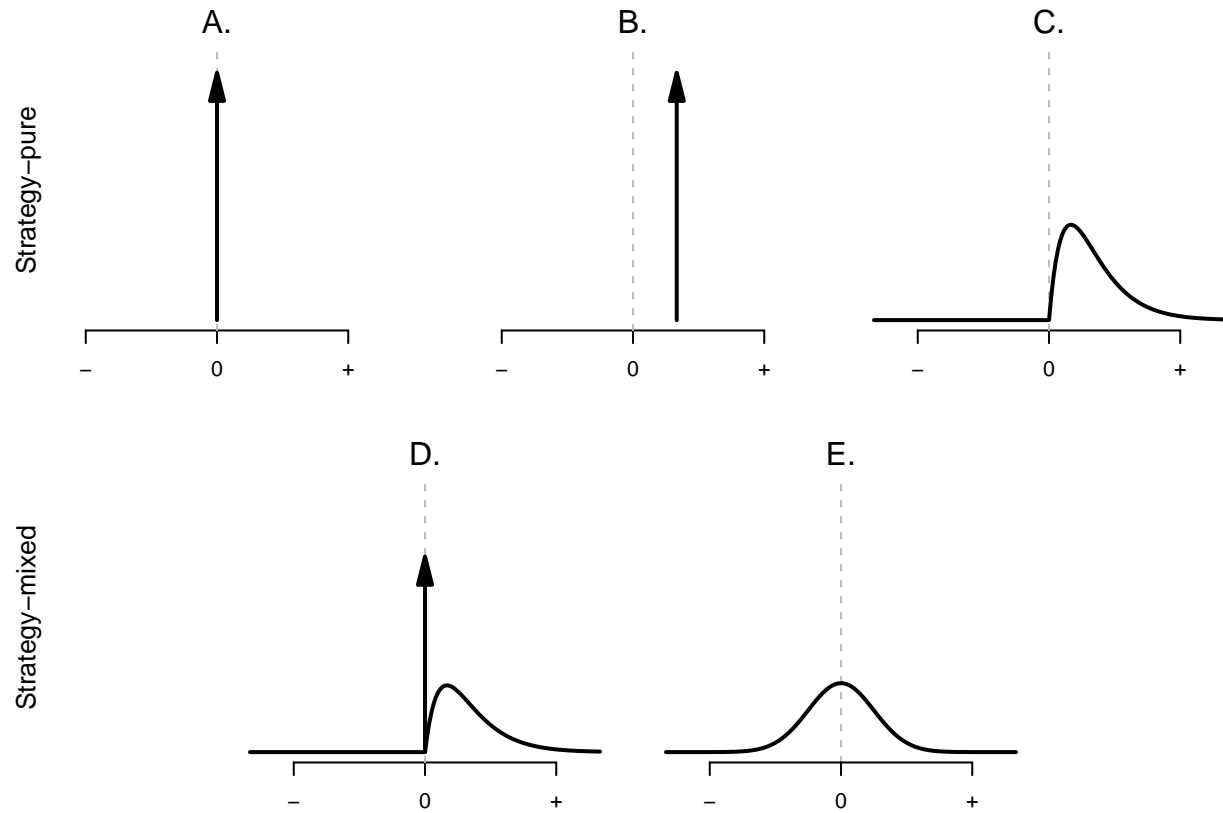 A.
B.
C.
Strategy−pure
− 0 +
− 0 +
− 0 +
D.
E.
Strategy−mixed
− 0 +
− 0 +